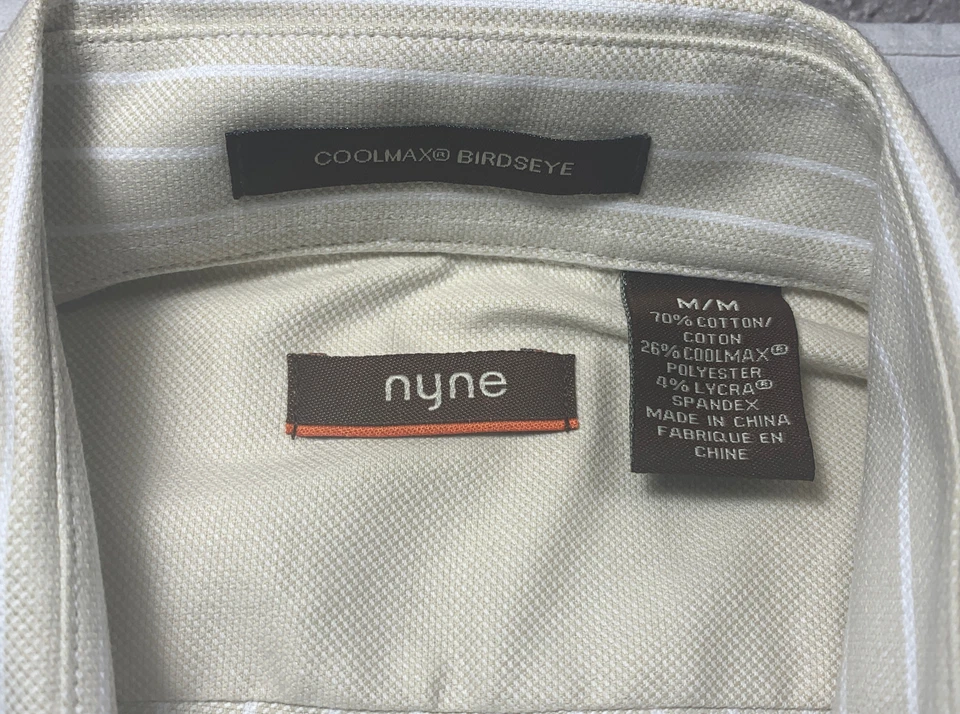 COOLMAX® BIRDSEYE
nyne
M/M
70% COTTON/
COTON
26% COOLMAX®
POLYESTER
4% LYCRA®
SPANDEX
MADE IN CHINA
FABRIQUE EN
CHINE